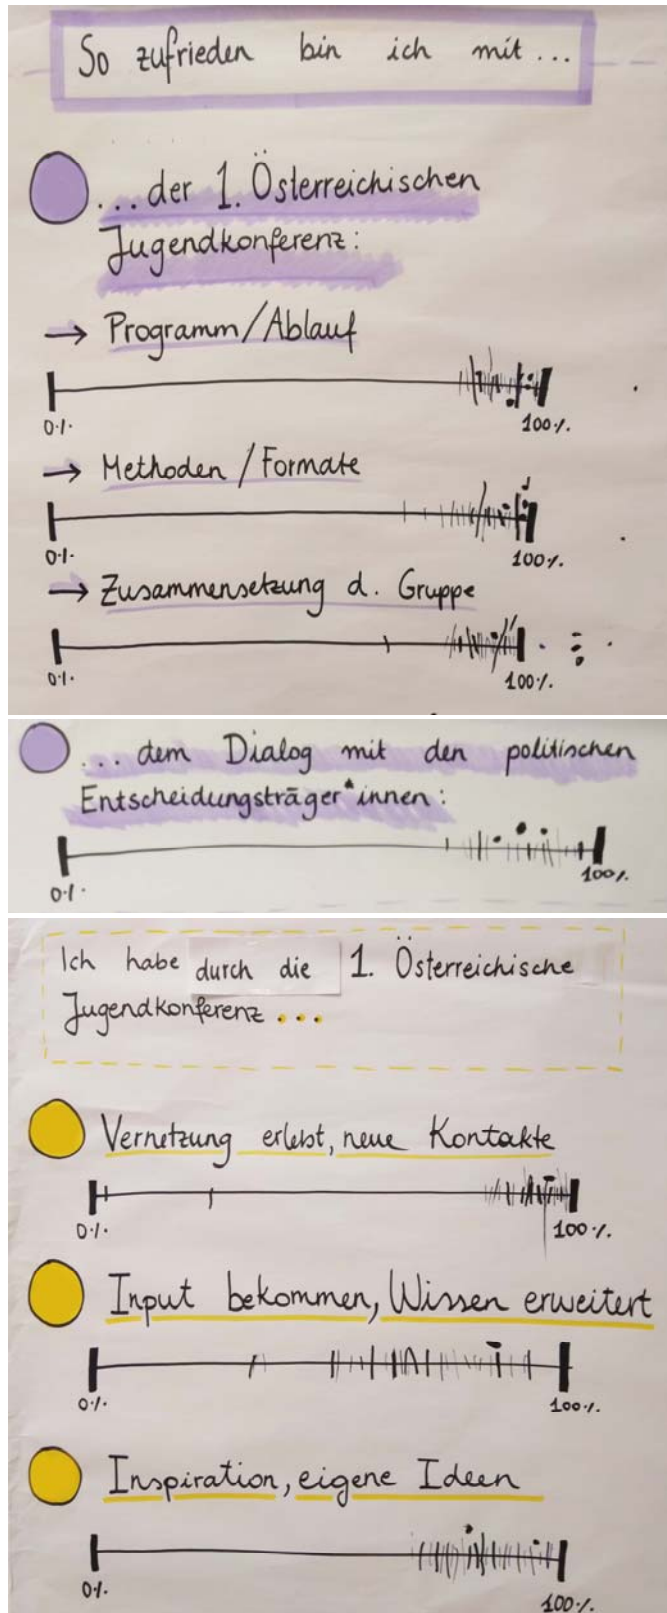 So zufrieden bin ich mit...
...der 1. Österreichischen
Jugendkonferenz:
→ Programm/Ablauf
0% 100%
→ Methoden/Formate
0% 100%
→ Zusammensetzung d. Gruppe
0% 100%
...dem Dialog mit den politischen
Entscheidungsträger*innen:
0% 100%
Ich habe durch die 1. Österreichische
Jugendkonferenz...
Vernetzung erlebt, neue Kontakte
0% 100%
Input bekommen, Wissen erweitert
0% 100%
Inspiration, eigene Ideen
0% 100%